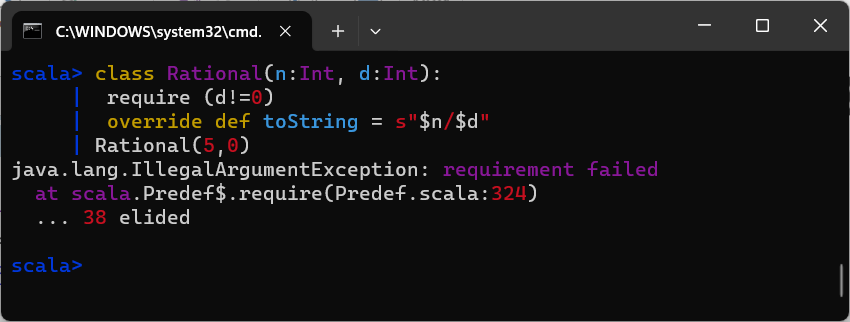 C:\WINDOWS\system32\cmd.
scala> class Rational(n:Int, d:Int):
     |  require (d!=0)
     |  override def toString = s"$n/$d"
     | Rational(5,0)
java.lang.IllegalArgumentException: requirement failed
  at scala.Predef$.require(Predef.scala:324)
  ... 38 elided
scala>